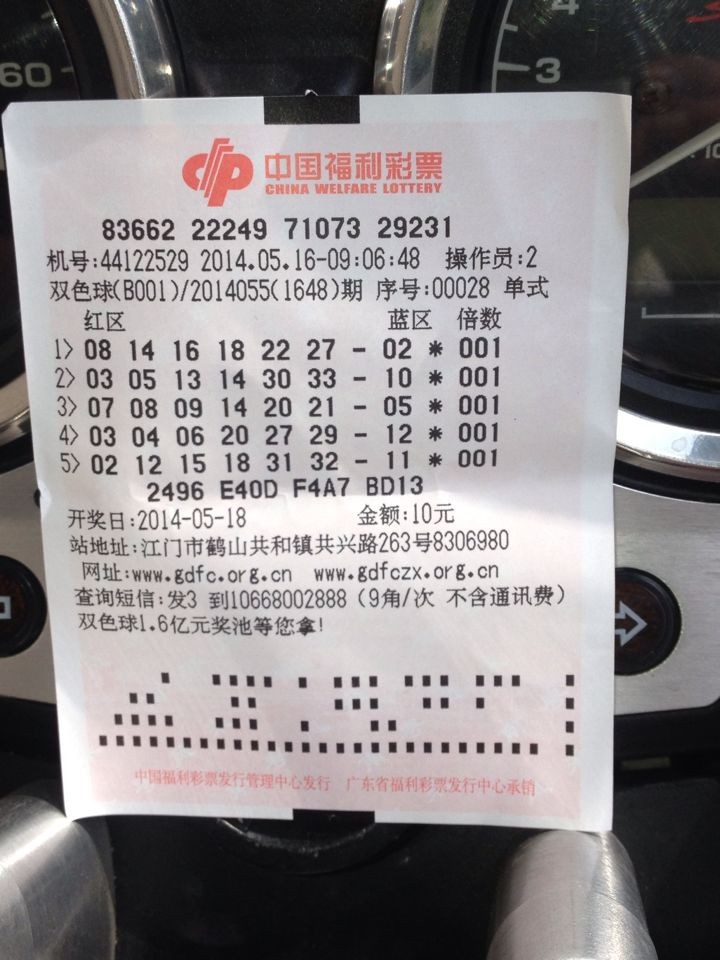 60
4
3
中国福利彩票
CHINA WELFARE LOTTERY
83662 22249 71073 29231
机号:44122529 2014.05.16-09:06:48 操作员:2
双色球(B001)/2014055(1648)期 序号:00028 单式
红区 蓝区 倍数
1> 08 14 16 18 22 27 - 02 * 001
2> 03 05 13 14 30 33 - 10 * 001
3> 07 08 09 14 20 21 - 05 * 001
4> 03 04 06 20 27 29 - 12 * 001
5> 02 12 15 18 31 32 - 11 * 001
2496 E40D F4A7 BD13
开奖日:2014-05-18 金额:10元
站地址:江门市鹤山共和镇共兴路263号8306980
网址:www.gdfc.org.cn www.gdfczx.org.cn
查询短信:发3 到10668002888 (9角/次 不含通讯费)
双色球1.6亿元奖池等您拿!
中国福利彩票发行管理中心发行 广东省福利彩票发行中心承销